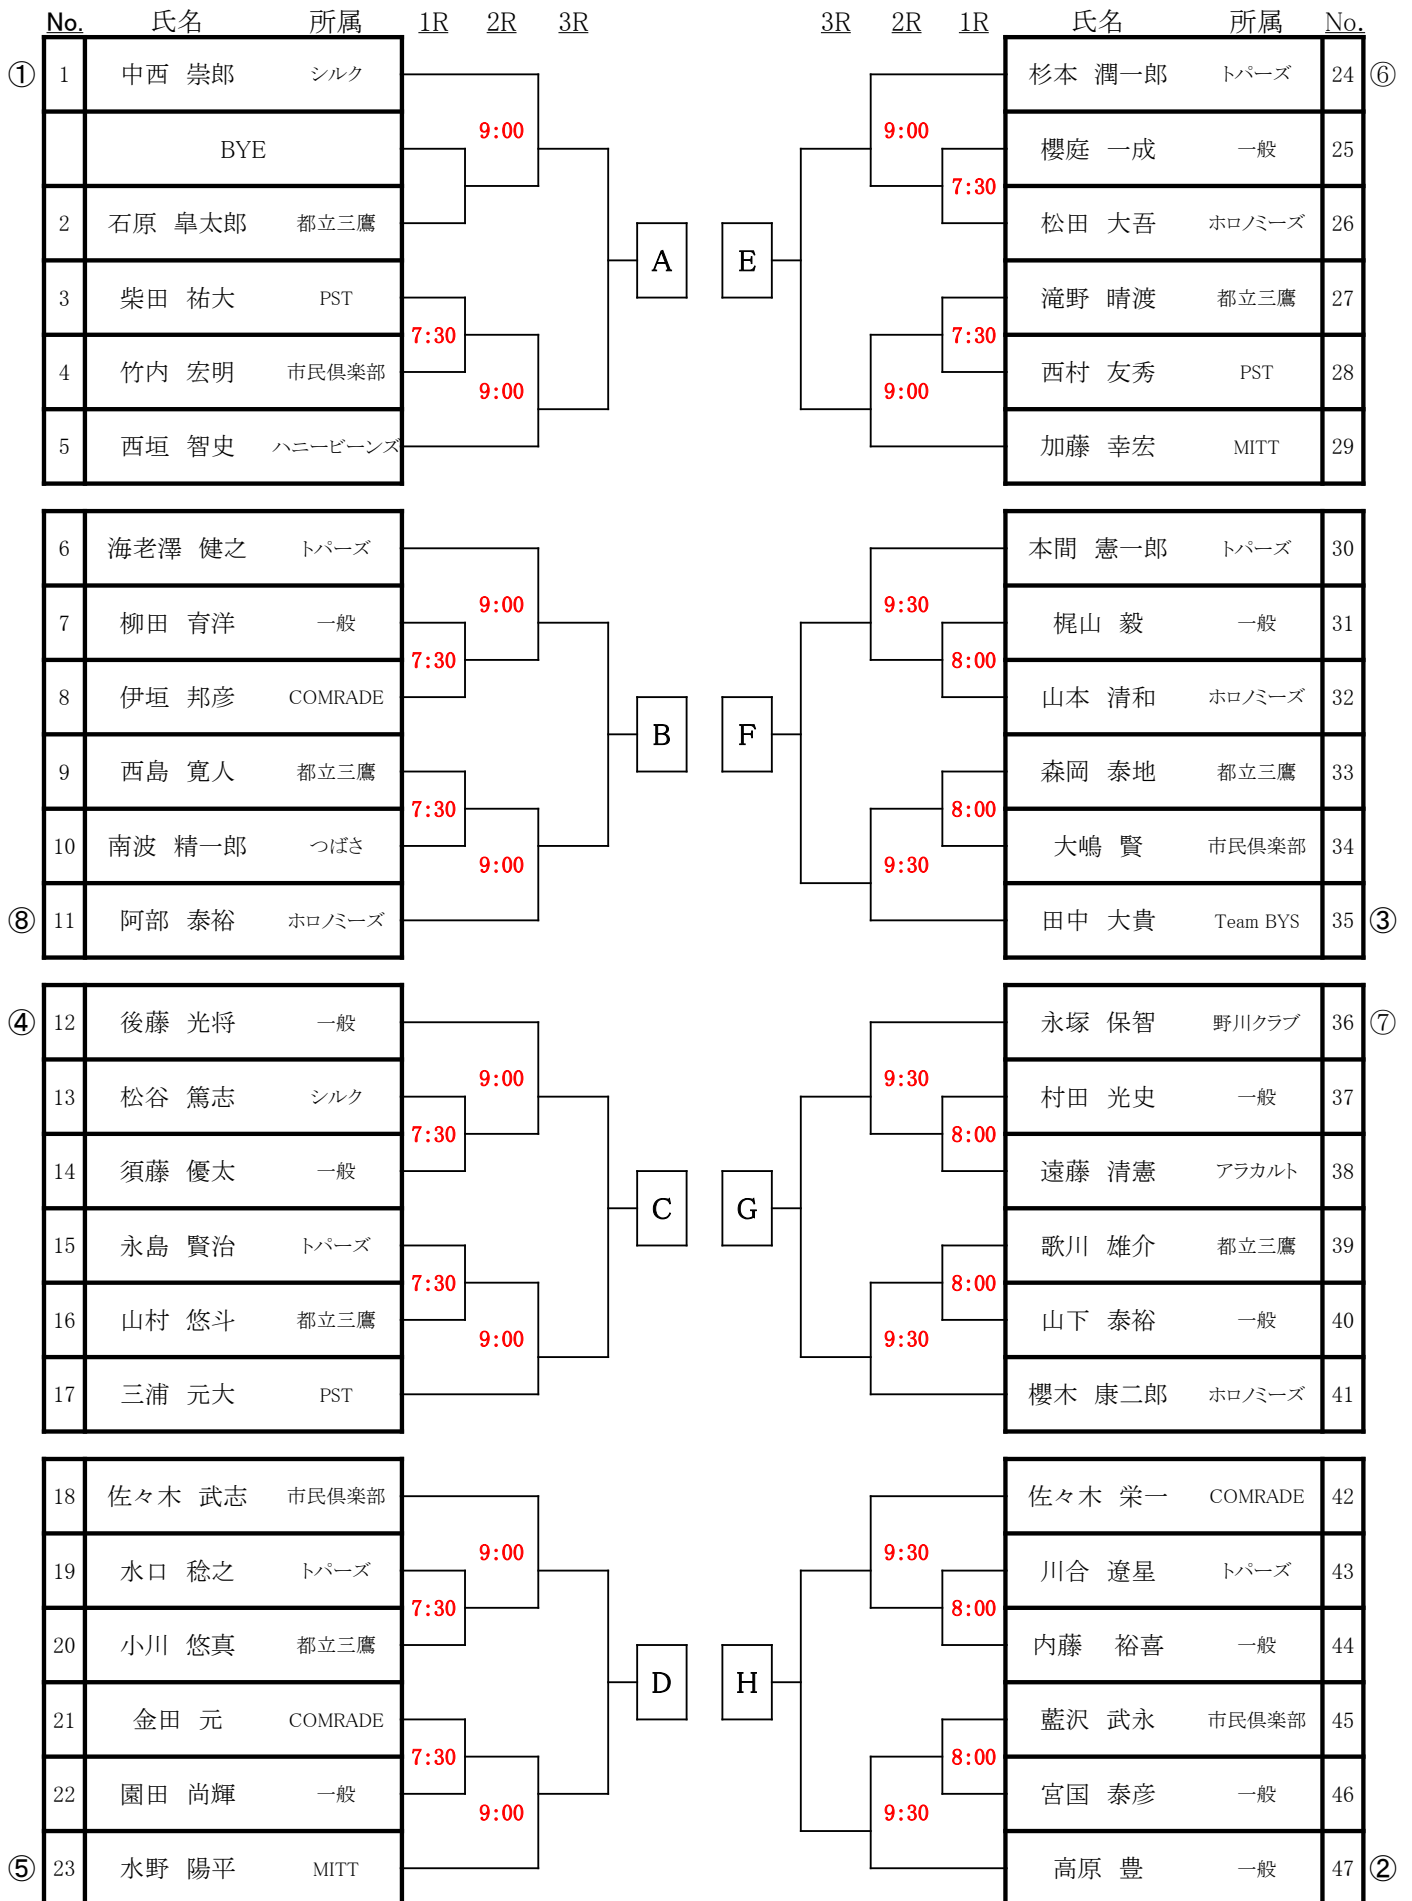 No. 氏名 所属 1R 2R 3R 3R 2R 1R 氏名 所属 No.
① 1 中西 崇郎 シルク 杉本 潤一郎 トパーズ 24 ⑥
9:00 9:00
BYE 櫻庭 一成 一般 25
7:30
2 石原 皐太郎 都立三鷹 松田 大吾 ホロノミーズ 26
A E
3 柴田 祐大 PST 滝野 晴渡 都立三鷹 27
7:30 7:30
4 竹内 宏明 市民倶楽部 西村 友秀 PST 28
9:00 9:00
5 西垣 智史 ハニービーンズ 加藤 幸宏 MITT 29
6 海老澤 健之 トパーズ 本間 憲一郎 トパーズ 30
9:00 9:30
7 柳田 育洋 一般 梶山 毅 一般 31
7:30 8:00
8 伊垣 邦彦 COMRADE 山本 清和 ホロノミーズ 32
B F
9 西島 寛人 都立三鷹 森岡 泰地 都立三鷹 33
7:30 8:00
10 南波 精一郎 つばさ 大嶋 賢 市民倶楽部 34
9:00 9:30
⑧ 11 阿部 泰裕 ホロノミーズ 田中 大貴 Team BYS 35 ③
④ 12 後藤 光将 一般 永塚 保智 野川クラブ 36 ⑦
9:00 9:30
13 松谷 篤志 シルク 村田 光史 一般 37
7:30 8:00
14 須藤 優太 一般 遠藤 清憲 アラカルト 38
C G
15 永島 賢治 トパーズ 歌川 雄介 都立三鷹 39
7:30 8:00
16 山村 悠斗 都立三鷹 山下 泰裕 一般 40
9:00 9:30
17 三浦 元大 PST 櫻木 康二郎 ホロノミーズ 41
18 佐々木 武志 市民倶楽部 佐々木 栄一 COMRADE 42
9:00 9:30
19 水口 稔之 トパーズ 川合 遼星 トパーズ 43
7:30 8:00
20 小川 悠真 都立三鷹 内藤 裕喜 一般 44
D H
21 金田 元 COMRADE 藍沢 武永 市民倶楽部 45
7:30 8:00
22 園田 尚輝 一般 宮国 泰彦 一般 46
9:00 9:30
⑤ 23 水野 陽平 MITT 高原 豊 一般 47 ②